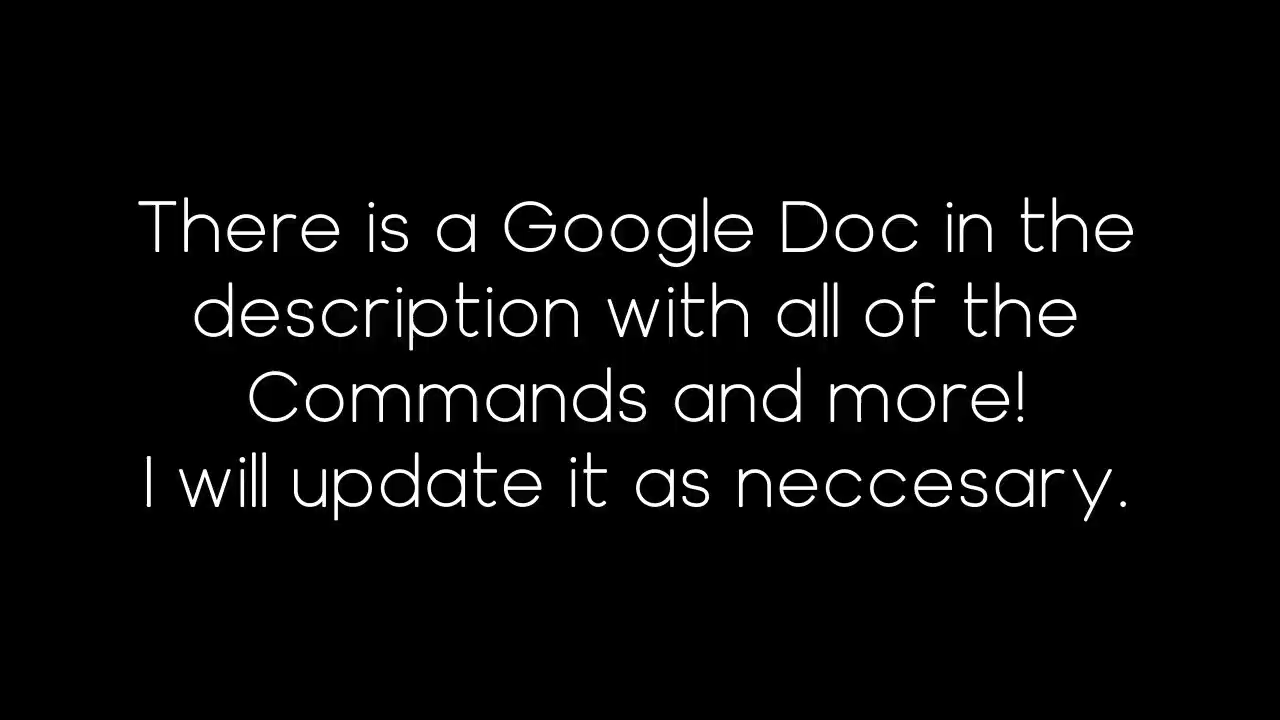 There is a Google Doc in the
description with all of the
Commands and more!
I will update it as neccesary.